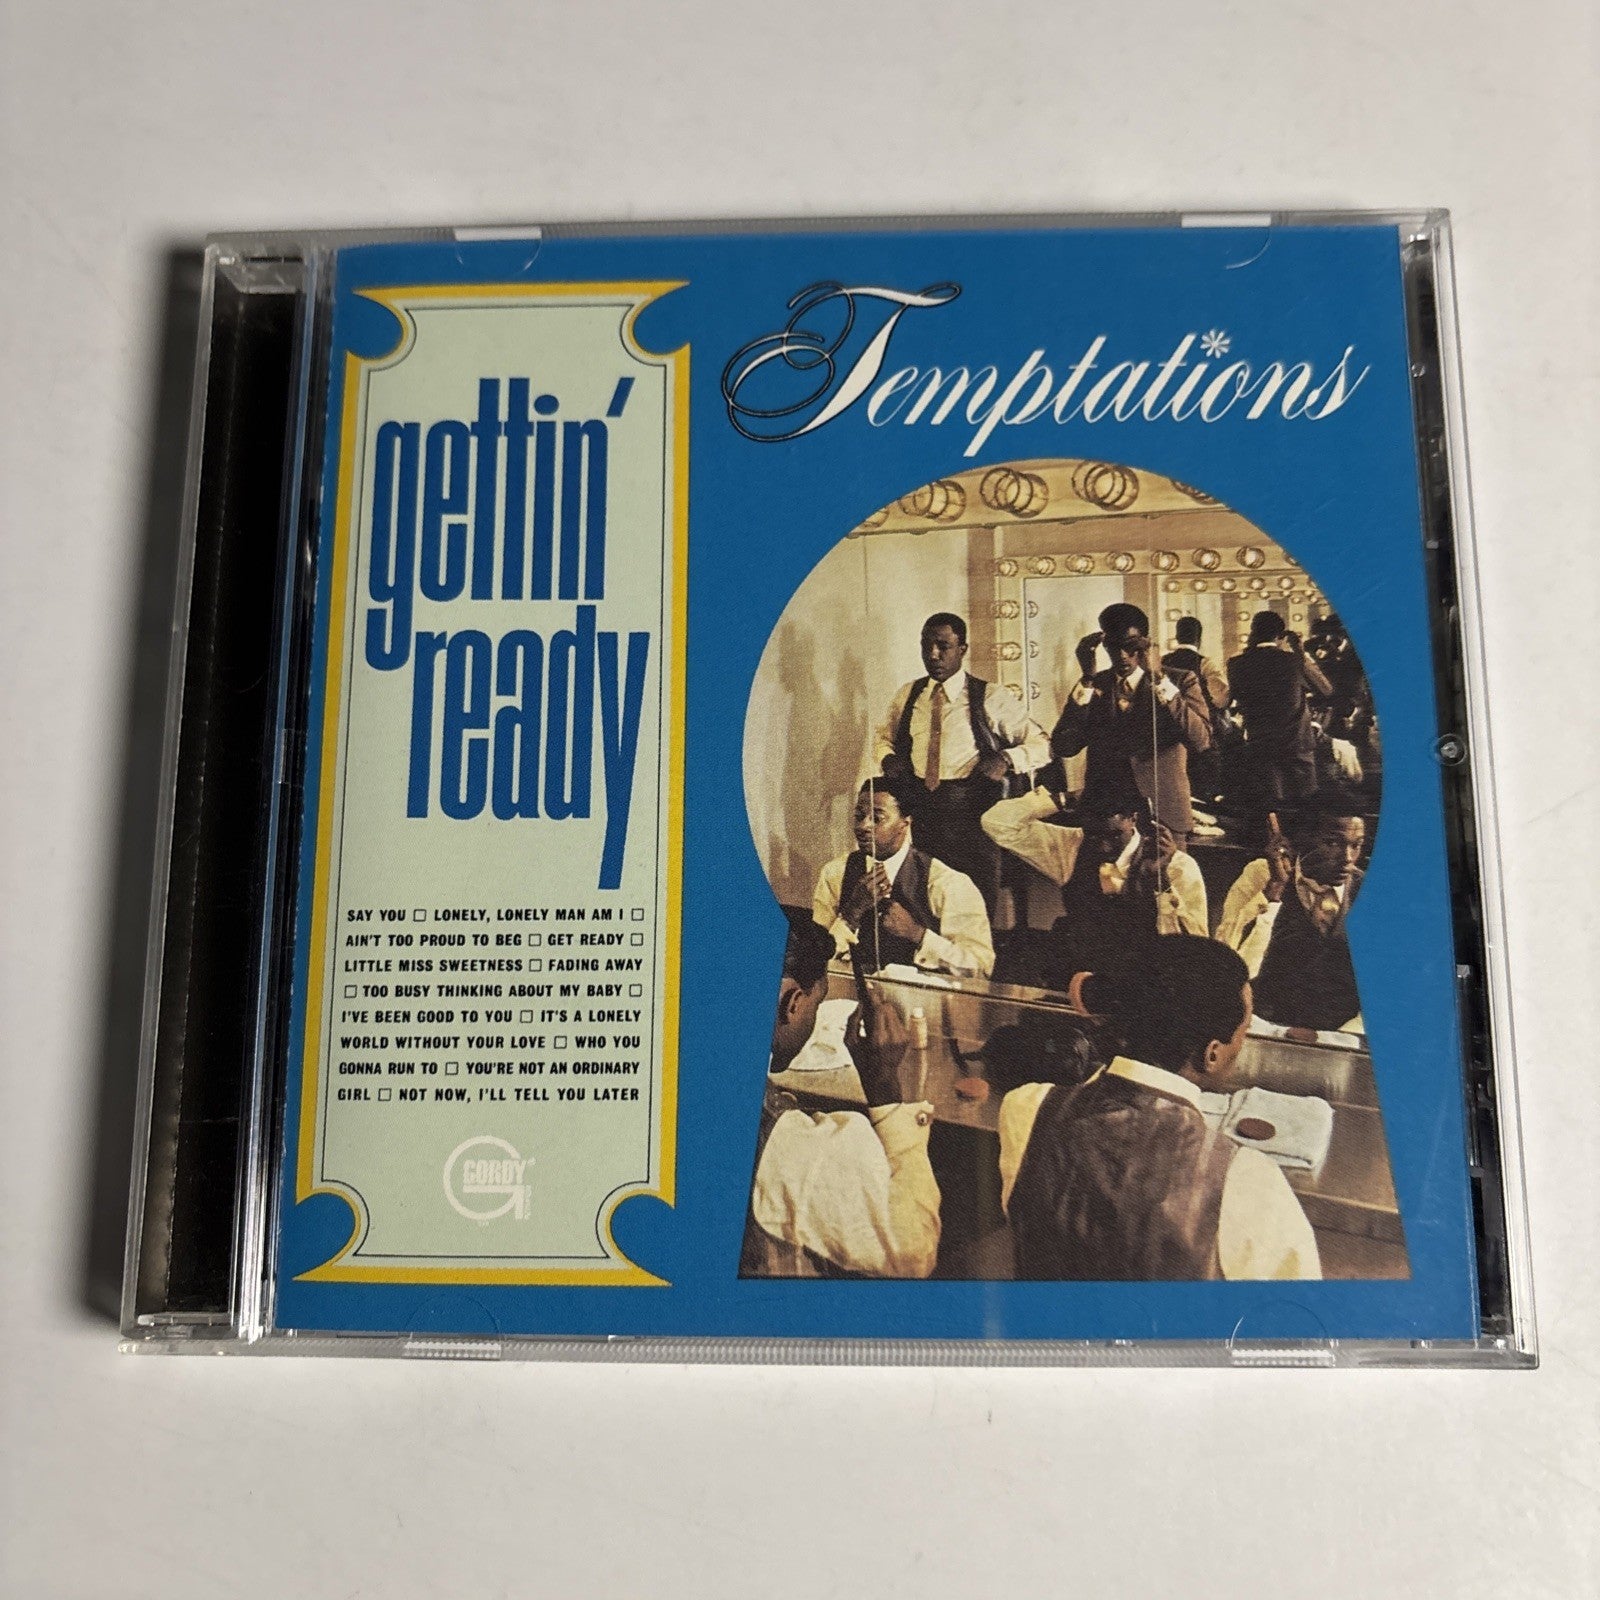 gettin'
ready
Temptations
SAY YOU □ LONELY, LONELY MAN AM I □
AIN'T TOO PROUD TO BEG □ GET READY □
LITTLE MISS SWEETNESS □ FADING AWAY
□ TOO BUSY THINKING ABOUT MY BABY □
I'VE BEEN GOOD TO YOU □ IT'S A LONELY
WORLD WITHOUT YOUR LOVE □ WHO YOU
GONNA RUN TO □ YOU'RE NOT AN ORDINARY
GIRL □ NOT NOW, I'LL TELL YOU LATER
GORDY